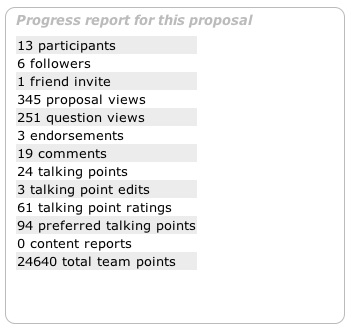 Progress report for this proposal
13 participants
6 followers
1 friend invite
345 proposal views
251 question views
3 endorsements
19 comments
24 talking points
3 talking point edits
61 talking point ratings
94 preferred talking points
0 content reports
24640 total team points